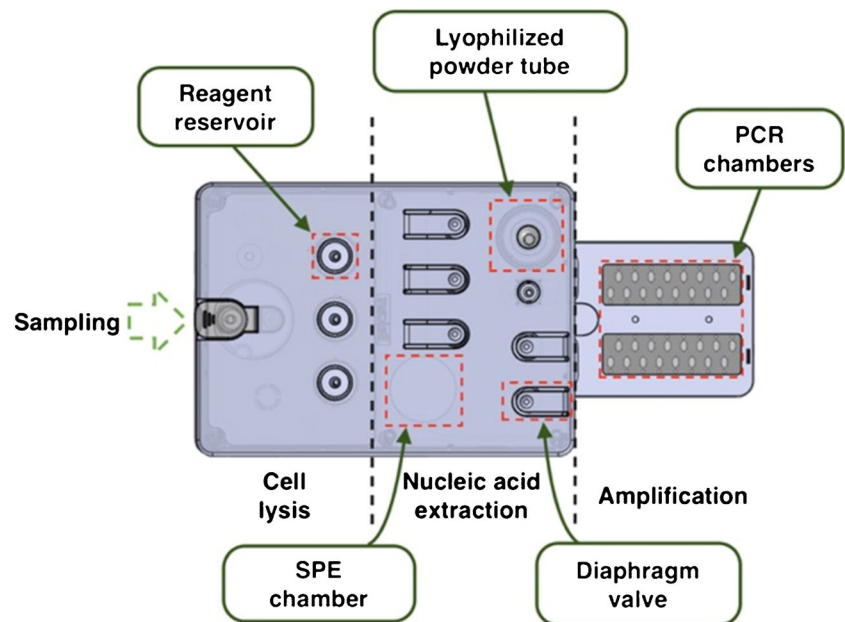 Lyophilized
powder tube
Reagent
reservoir
PCR
chambers
Sampling
Cell
lysis
Nucleic acid
extraction
Amplification
SPE
chamber
Diaphragm
valve